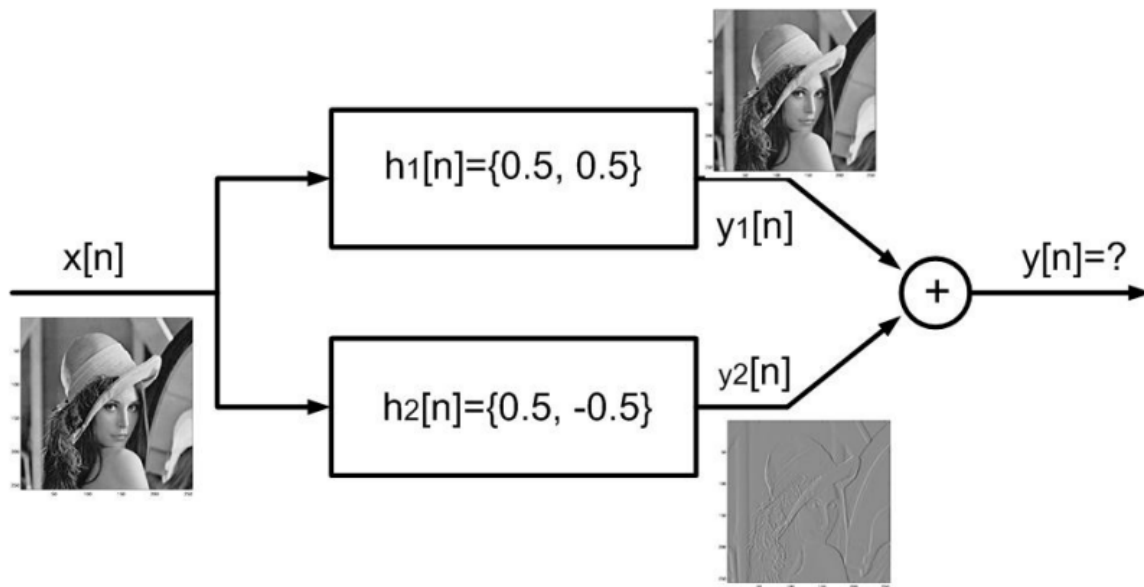 h1[n]={0.5, 0.5}
y1[n]
x[n]
+
y[n]=?
h2[n]={0.5, -0.5}
y2[n]